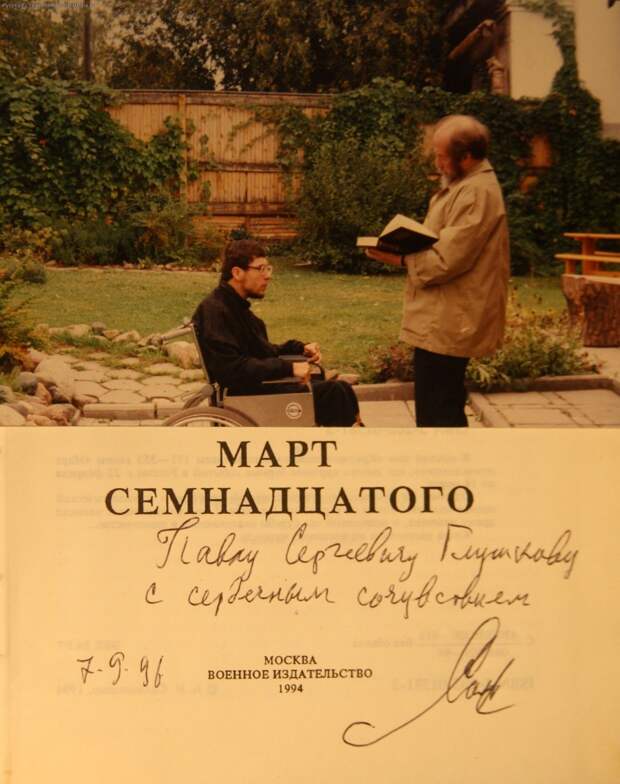 МАРТ
СЕМНАДЦАТОГО
Павлу Сергеевичу Глушкову
с сердечным сочувствием
7-9-96
МОСКВА
ВОЕННОЕ ИЗДАТЕЛЬСТВО
1994